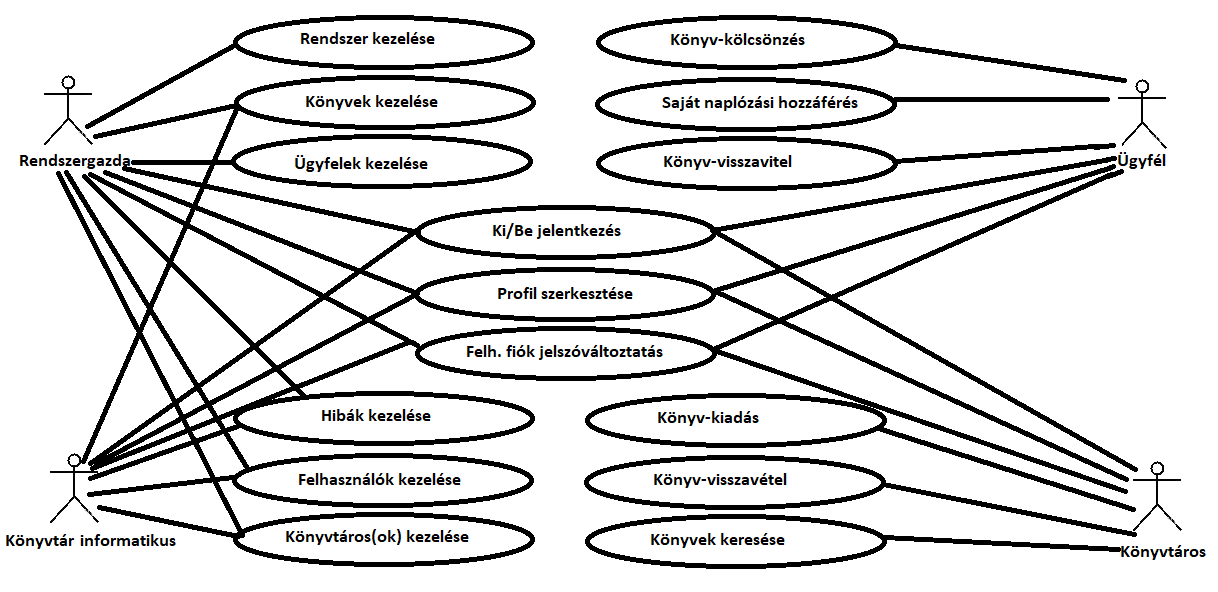 Rendszer kezelése
Könyv-kölcsönzés
Könyvek kezelése
Saját naplózási hozzáférés
Rendszergazda
Ügyfelek kezelése
Könyv-visszavitel
Ügyfél
Ki/Be jelentkezés
Profil szerkesztése
Felh. fiók jelszóváltoztatás
Hibák kezelése
Könyv-kiadás
Felhasználók kezelése
Könyv-visszavétel
Könyvtár informatikus
Könyvtáros(ok) kezelése
Könyvek keresése
Könyvtáros